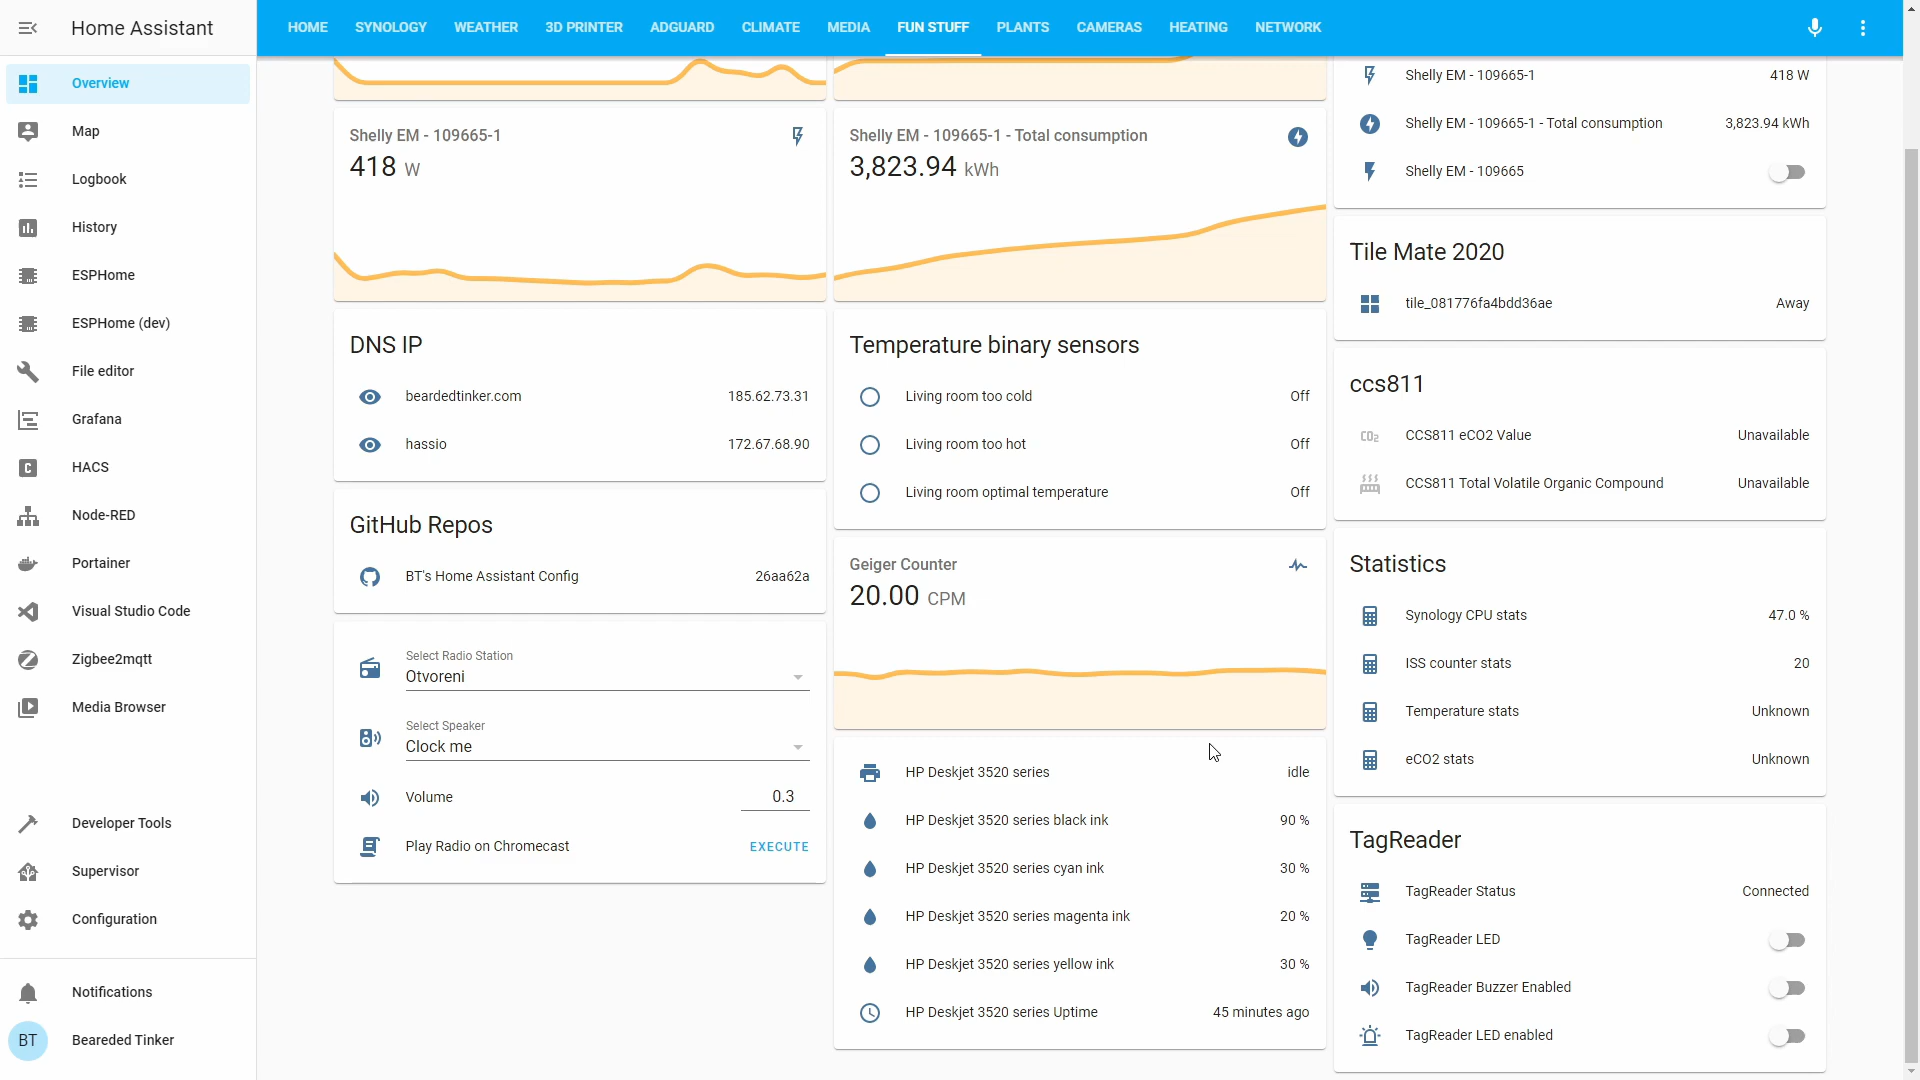 Home Assistant
HOME
SYNOLOGY
WEATHER
3D PRINTER
ADGUARD
CLIMATE
MEDIA
FUN STUFF
PLANTS
CAMERAS
HEATING
NETWORK
Overview
Map
Logbook
History
ESPHome
ESPHome (dev)
File editor
Grafana
HACS
Node-RED
Portainer
Visual Studio Code
Zigbee2mqtt
Media Browser
Developer Tools
Supervisor
Configuration
Notifications
BT
Beareded Tinker
Shelly EM - 109665-1
418 W
DNS IP
beardedtinker.com 185.62.73.31
hassio 172.67.68.90
GitHub Repos
BT's Home Assistant Config 26aa62a
Select Radio Station
Otvoreni
Select Speaker
Clock me
Volume 0.3
Play Radio on Chromecast EXECUTE
Shelly EM - 109665-1 - Total consumption
3,823.94 kWh
Temperature binary sensors
Living room too cold Off
Living room too hot Off
Living room optimal temperature Off
Geiger Counter
20.00 CPM
HP Deskjet 3520 series idle
HP Deskjet 3520 series black ink 90 %
HP Deskjet 3520 series cyan ink 30 %
HP Deskjet 3520 series magenta ink 20 %
HP Deskjet 3520 series yellow ink 30 %
HP Deskjet 3520 series Uptime 45 minutes ago
Shelly EM - 109665-1 418 W
Shelly EM - 109665-1 - Total consumption 3,823.94 kWh
Shelly EM - 109665
Tile Mate 2020
tile_081776fa4bdd36ae Away
ccs811
CO2 CCS811 eCO2 Value Unavailable
CCS811 Total Volatile Organic Compound Unavailable
Statistics
Synology CPU stats 47.0 %
ISS counter stats 20
Temperature stats Unknown
eCO2 stats Unknown
TagReader
TagReader Status Connected
TagReader LED
TagReader Buzzer Enabled
TagReader LED enabled